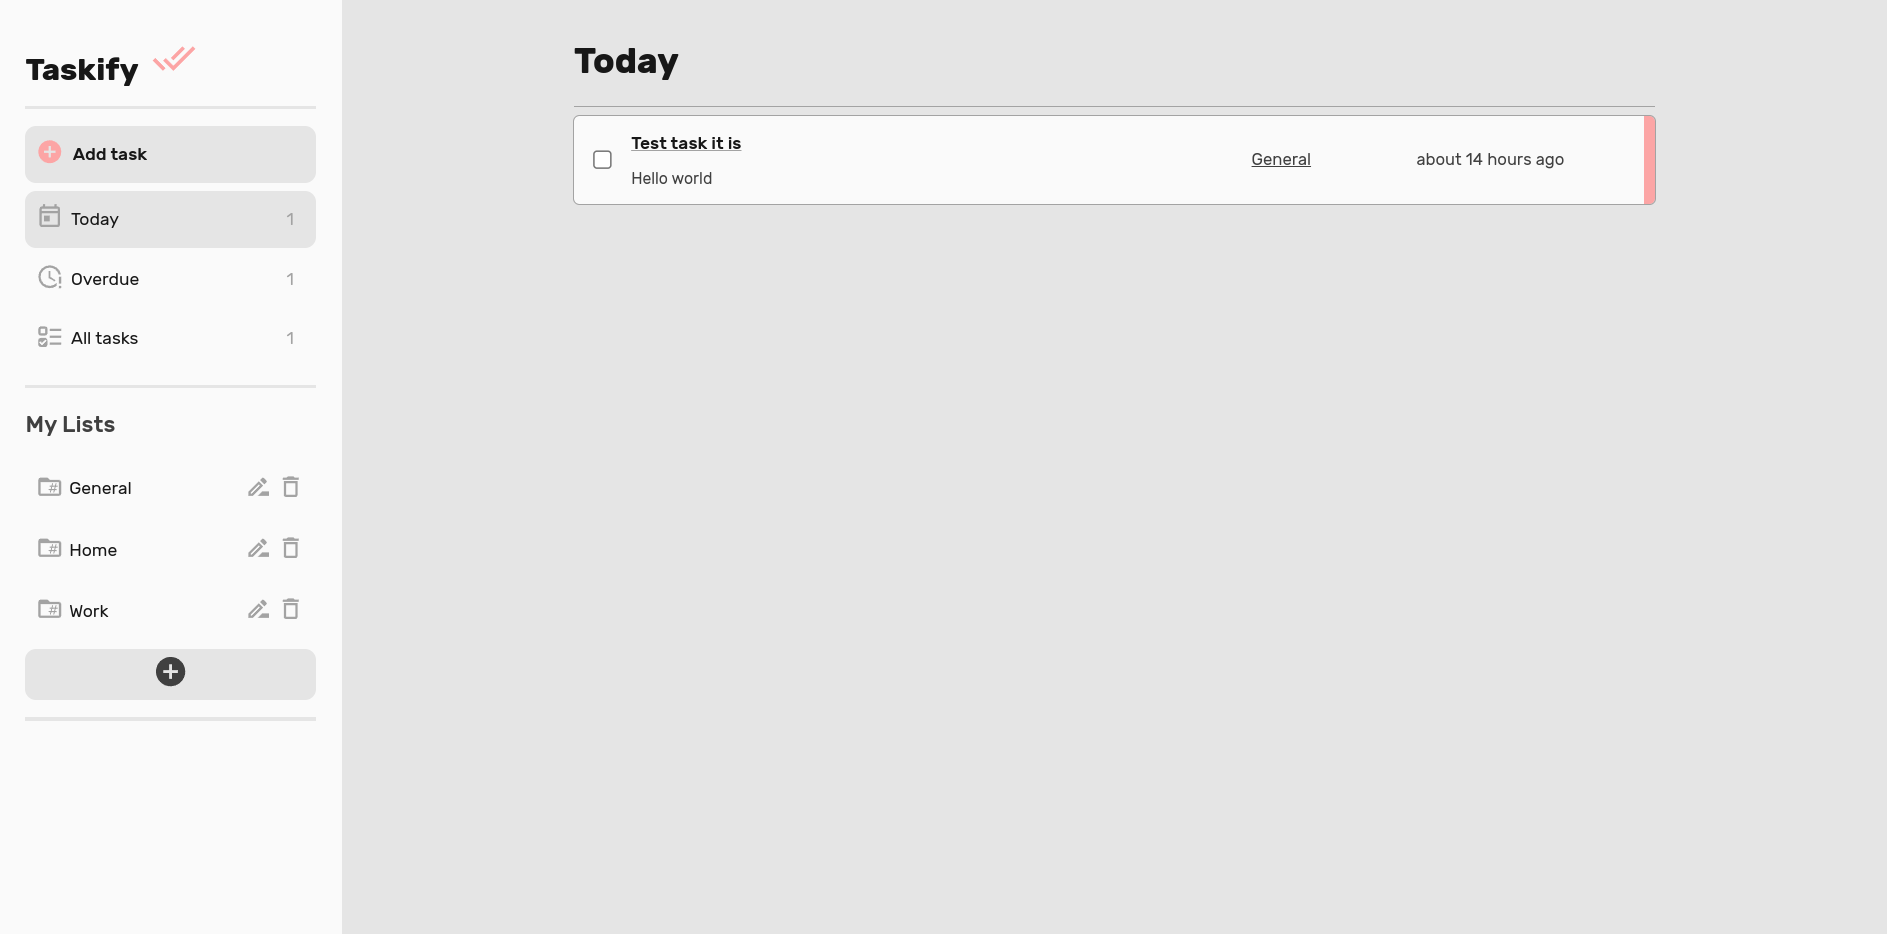 Taskify
Add task
Today 1
Overdue 1
All tasks 1
My Lists
# General
# Home
# Work
Today
Test task it is
Hello world
General
about 14 hours ago